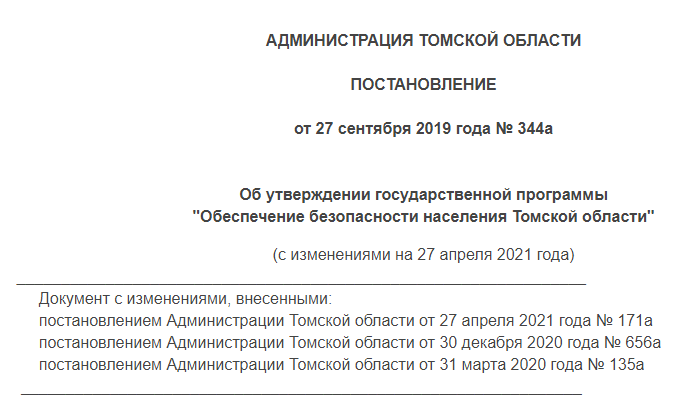 АДМИНИСТРАЦИЯ ТОМСКОЙ ОБЛАСТИ
ПОСТАНОВЛЕНИЕ
от 27 сентября 2019 года № 344а
Об утверждении государственной программы
"Обеспечение безопасности населения Томской области"
(с изменениями на 27 апреля 2021 года)
Документ с изменениями, внесенными:
постановлением Администрации Томской области от 27 апреля 2021 года № 171а
постановлением Администрации Томской области от 30 декабря 2020 года № 656а
постановлением Администрации Томской области от 31 марта 2020 года № 135а